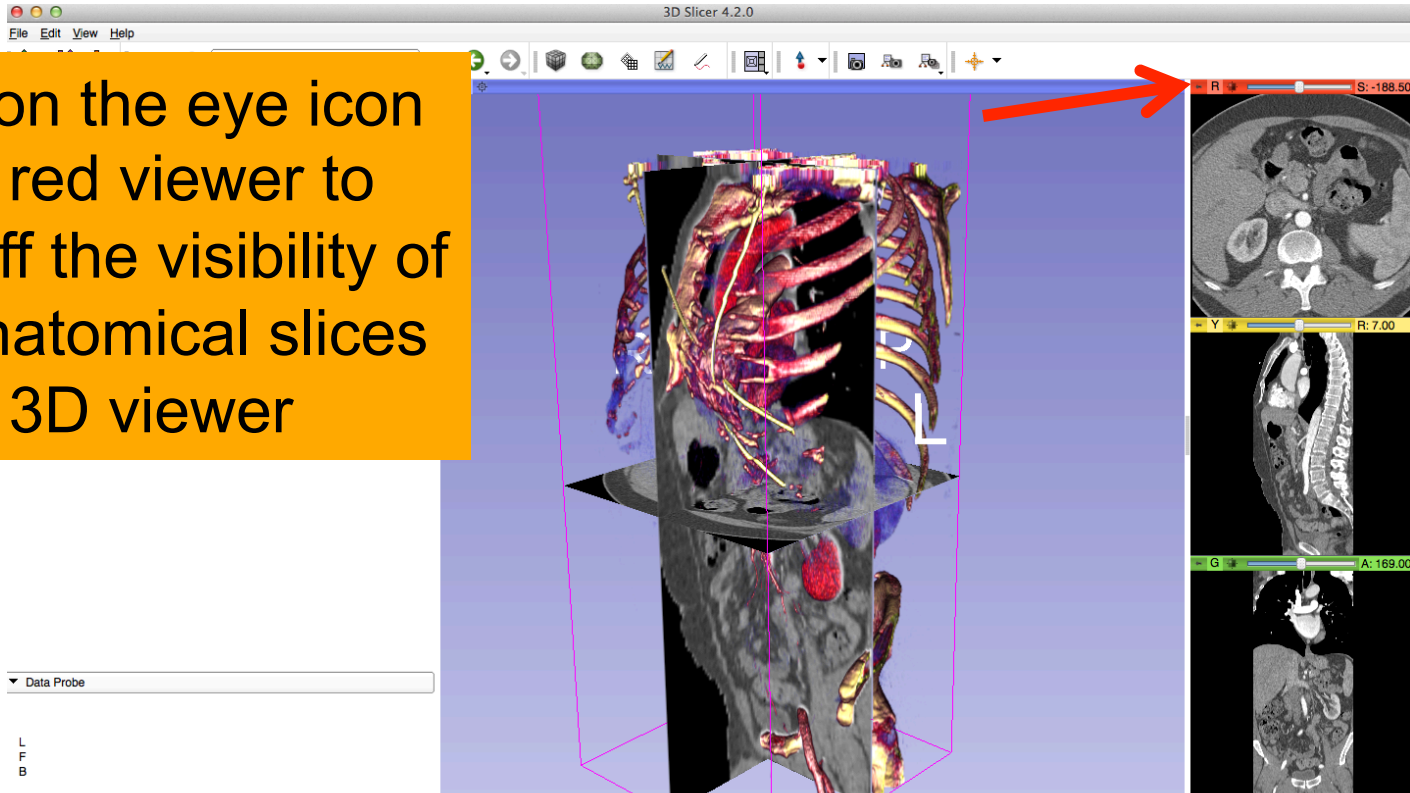 3D Slicer 4.2.0
File Edit View Help
on the eye icon
red viewer to
ff the visibility of
natomical slices
3D viewer
R S: -188.50
Y R: 7.00
P
L
G A: 169.00
Data Probe
L
F
B